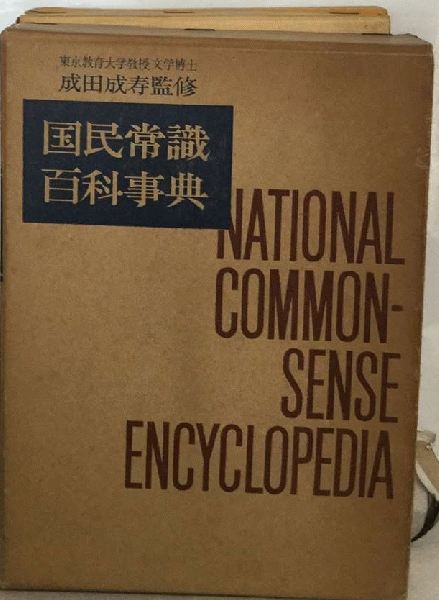 東京教育大学教授文学博士
成田成寿監修
国民常識
百科事典
NATIONAL
COMMON-
SENSE
ENCYCLOPEDIA